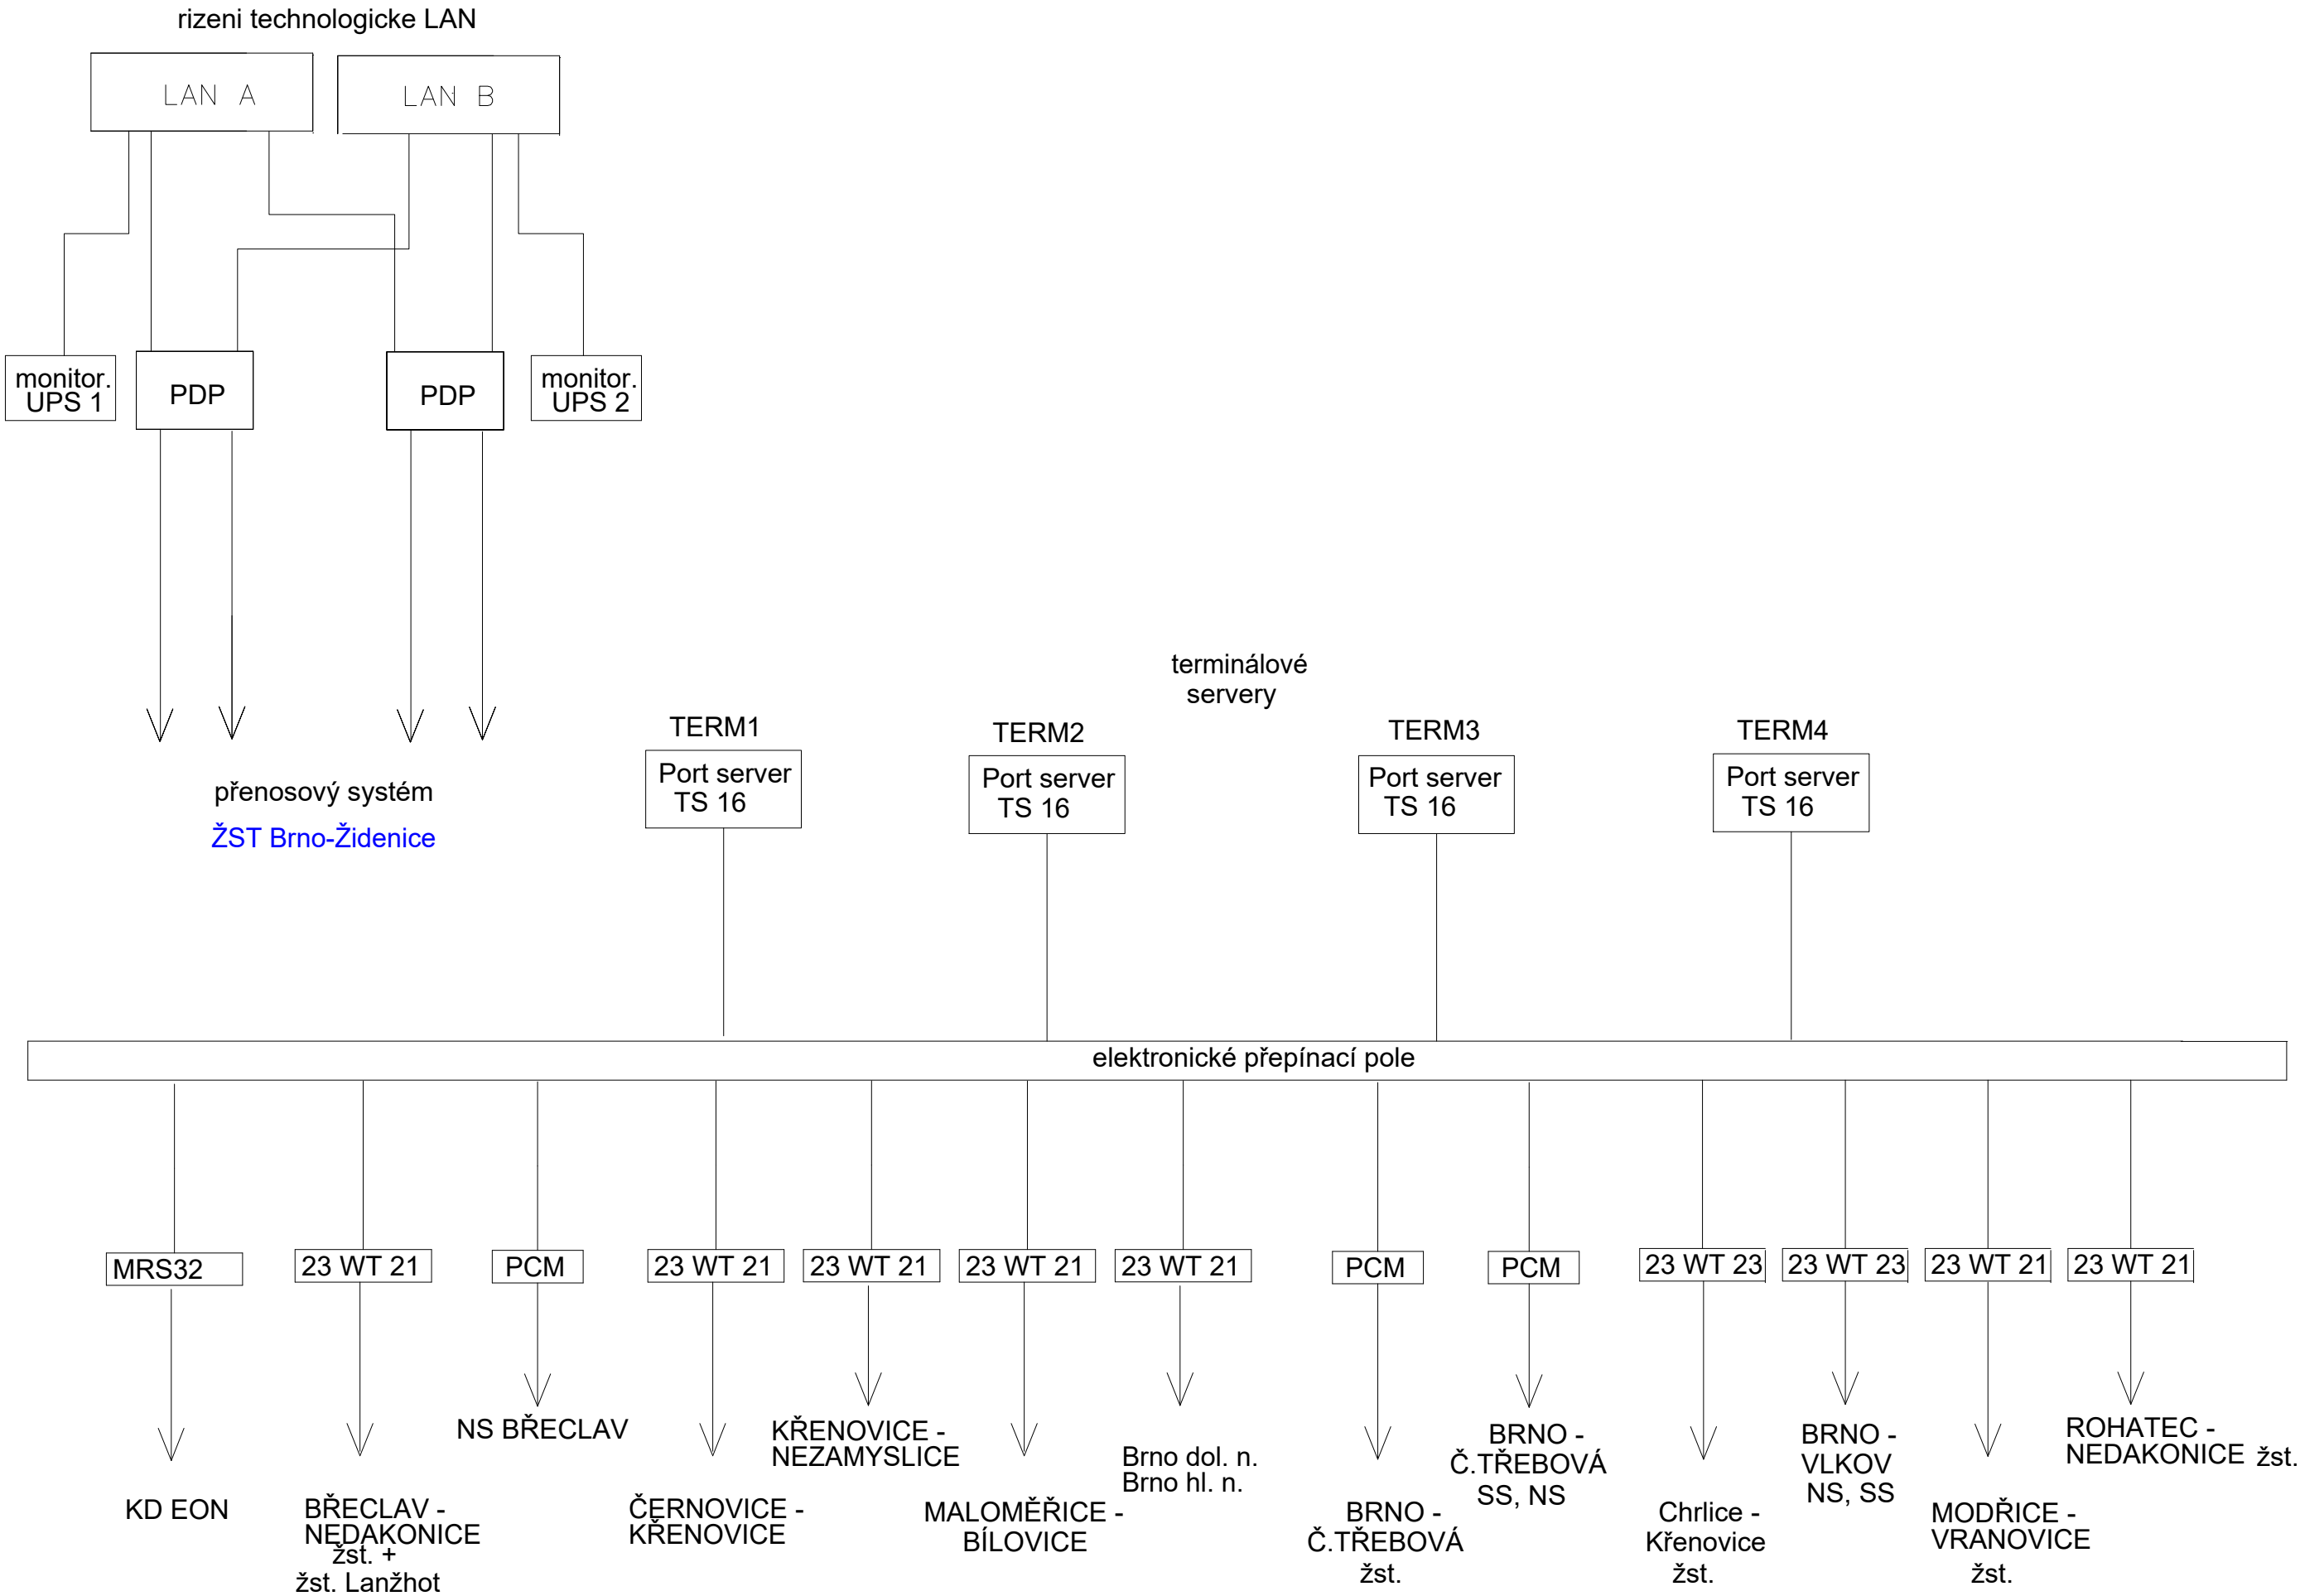 rizeni technologicke LAN
LAN A
LAN B
monitor.
UPS 1
PDP
PDP
monitor.
UPS 2
přenosový systém
ŽST Brno-Židenice
terminálové
servery
TERM1
Port server
TS 16
TERM2
Port server
TS 16
TERM3
Port server
TS 16
TERM4
Port server
TS 16
elektronické přepínací pole
MRS32
23 WT 21
PCM
23 WT 21
23 WT 21
23 WT 21
23 WT 21
PCM
PCM
23 WT 23
23 WT 23
23 WT 21
23 WT 21
KD EON
BŘECLAV -
NEDAKONICE
žst. +
žst. Lanžhot
NS BŘECLAV
ČERNOVICE -
KŘENOVICE
KŘENOVICE -
NEZAMYSLICE
MALOMĚŘICE -
BÍLOVICE
Brno dol. n.
Brno hl. n.
BRNO -
Č.TŘEBOVÁ
žst.
BRNO -
Č.TŘEBOVÁ
SS, NS
Chrlice -
Křenovice
žst.
BRNO -
VLKOV
NS, SS
MODŘICE -
VRANOVICE
žst.
ROHATEC -
NEDAKONICE žst.